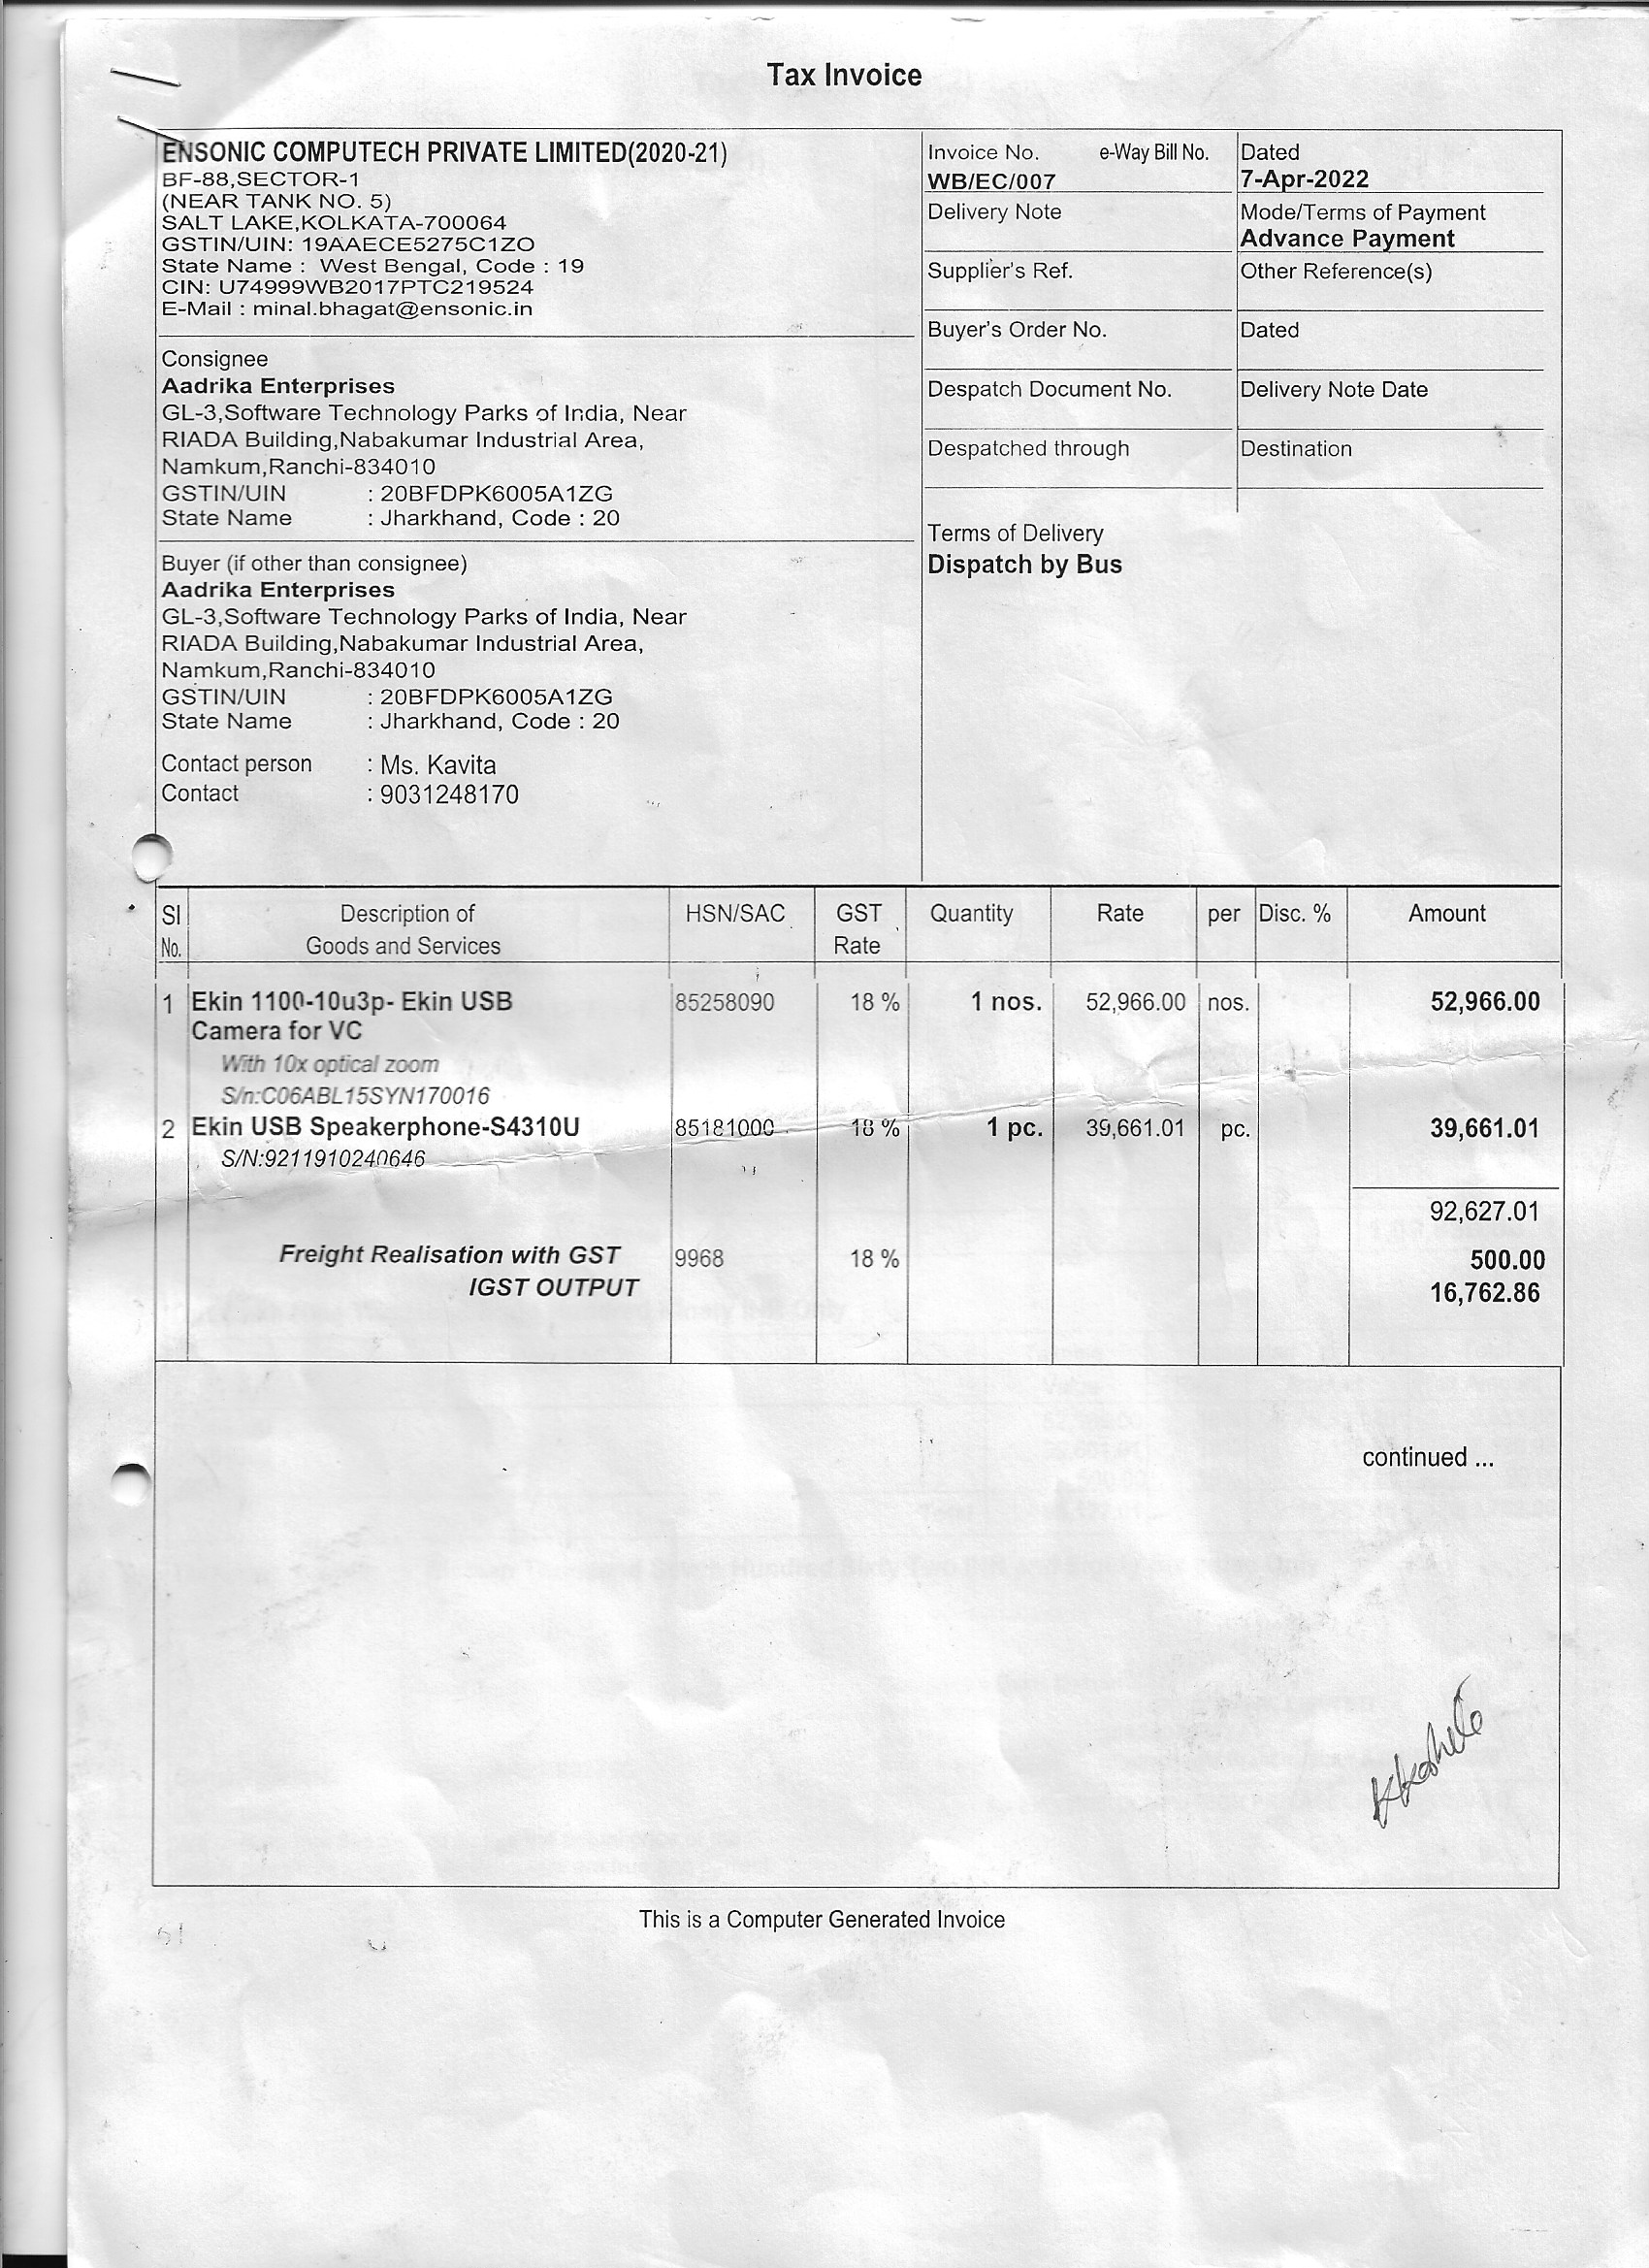 Tax Invoice
ENSONIC COMPUTECH PRIVATE LIMITED(2020-21)
BF-88,SECTOR-1
(NEAR TANK NO. 5)
SALT LAKE,KOLKATA-700064
GSTIN/UIN: 19AAECE5275C1ZO
State Name : West Bengal, Code : 19
CIN: U74999WB2017PTC219524
E-Mail : minal.bhagat@ensonic.in
Invoice No. e-Way Bill No. Dated
WB/EC/007 7-Apr-2022
Delivery Note Mode/Terms of Payment
Advance Payment
Supplier's Ref. Other Reference(s)
Buyer's Order No. Dated
Despatch Document No. Delivery Note Date
Despatched through Destination
Terms of Delivery
Dispatch by Bus
Consignee
Aadrika Enterprises
GL-3,Software Technology Parks of India, Near
RIADA Building,Nabakumar Industrial Area,
Namkum,Ranchi-834010
GSTIN/UIN : 20BFDPK6005A1ZG
State Name : Jharkhand, Code : 20
Buyer (if other than consignee)
Aadrika Enterprises
GL-3,Software Technology Parks of India, Near
RIADA Building,Nabakumar Industrial Area,
Namkum,Ranchi-834010
GSTIN/UIN : 20BFDPK6005A1ZG
State Name : Jharkhand, Code : 20
Contact person : Ms. Kavita
Contact : 9031248170
Sl Description of HSN/SAC GST Quantity Rate per Disc. % Amount
No. Goods and Services Rate
1 Ekin 1100-10u3p- Ekin USB 85258090 18 % 1 nos. 52,966.00 nos. 52,966.00
Camera for VC
With 10x optical zoom
S/n:C06ABL15SYN170016
2 Ekin USB Speakerphone-S4310U 85181000 18 % 1 pc. 39,661.01 pc. 39,661.01
S/N:9211910240646
92,627.01
Freight Realisation with GST 9968 18 % 500.00
IGST OUTPUT 16,762.86
continued ...
This is a Computer Generated Invoice